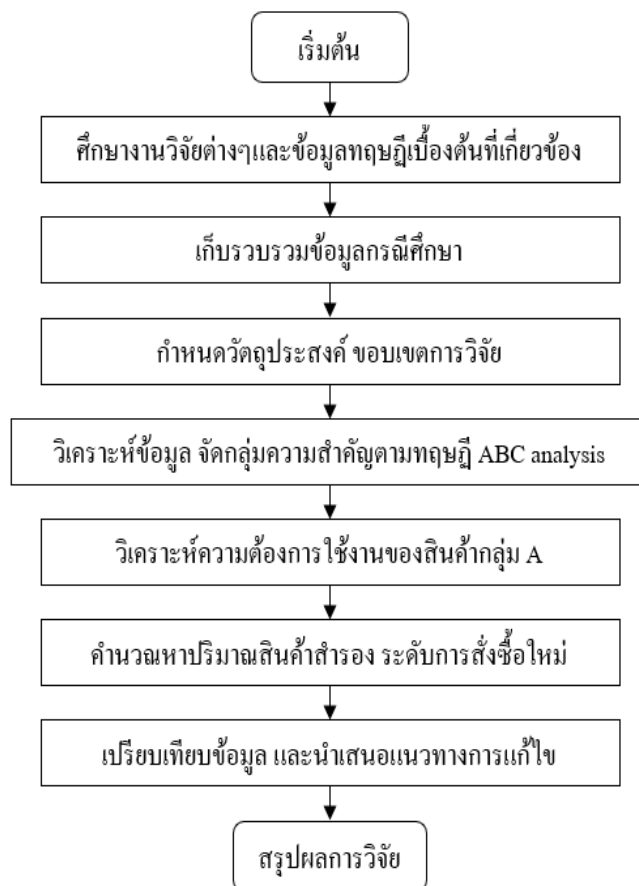 เริ่มต้น
ศึกษางานวิจัยต่างๆและข้อมูลทฤษฏีเบื้องต้นที่เกี่ยวข้อง
เก็บรวบรวมข้อมูลกรณีศึกษา
กำหนดวัตถุประสงค์ ขอบเขตการวิจัย
วิเคราะห์ข้อมูล จัดกลุ่มความสำคัญตามทฤษฏี ABC analysis
วิเคราะห์ความต้องการใช้งานของสินค้ากลุ่ม A
คำนวณหาปริมาณสินค้าสำรอง ระดับการสั่งซื้อใหม่
เปรียบเทียบข้อมูล และนำเสนอแนวทางการแก้ไข
สรุปผลการวิจัย